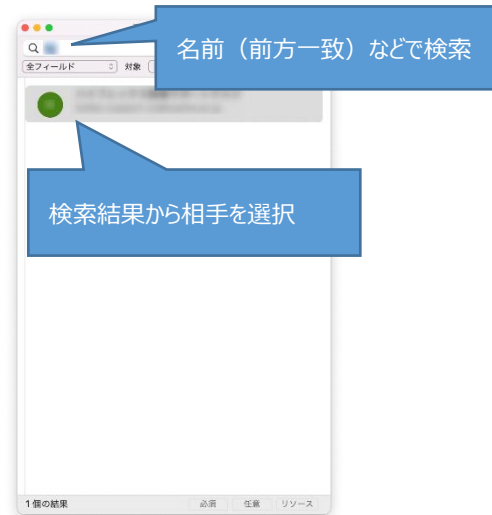 名前（前方一致）などで検索
全フィールド
対象
検索結果から相手を選択
1 個の結果
必須 任意 リソース